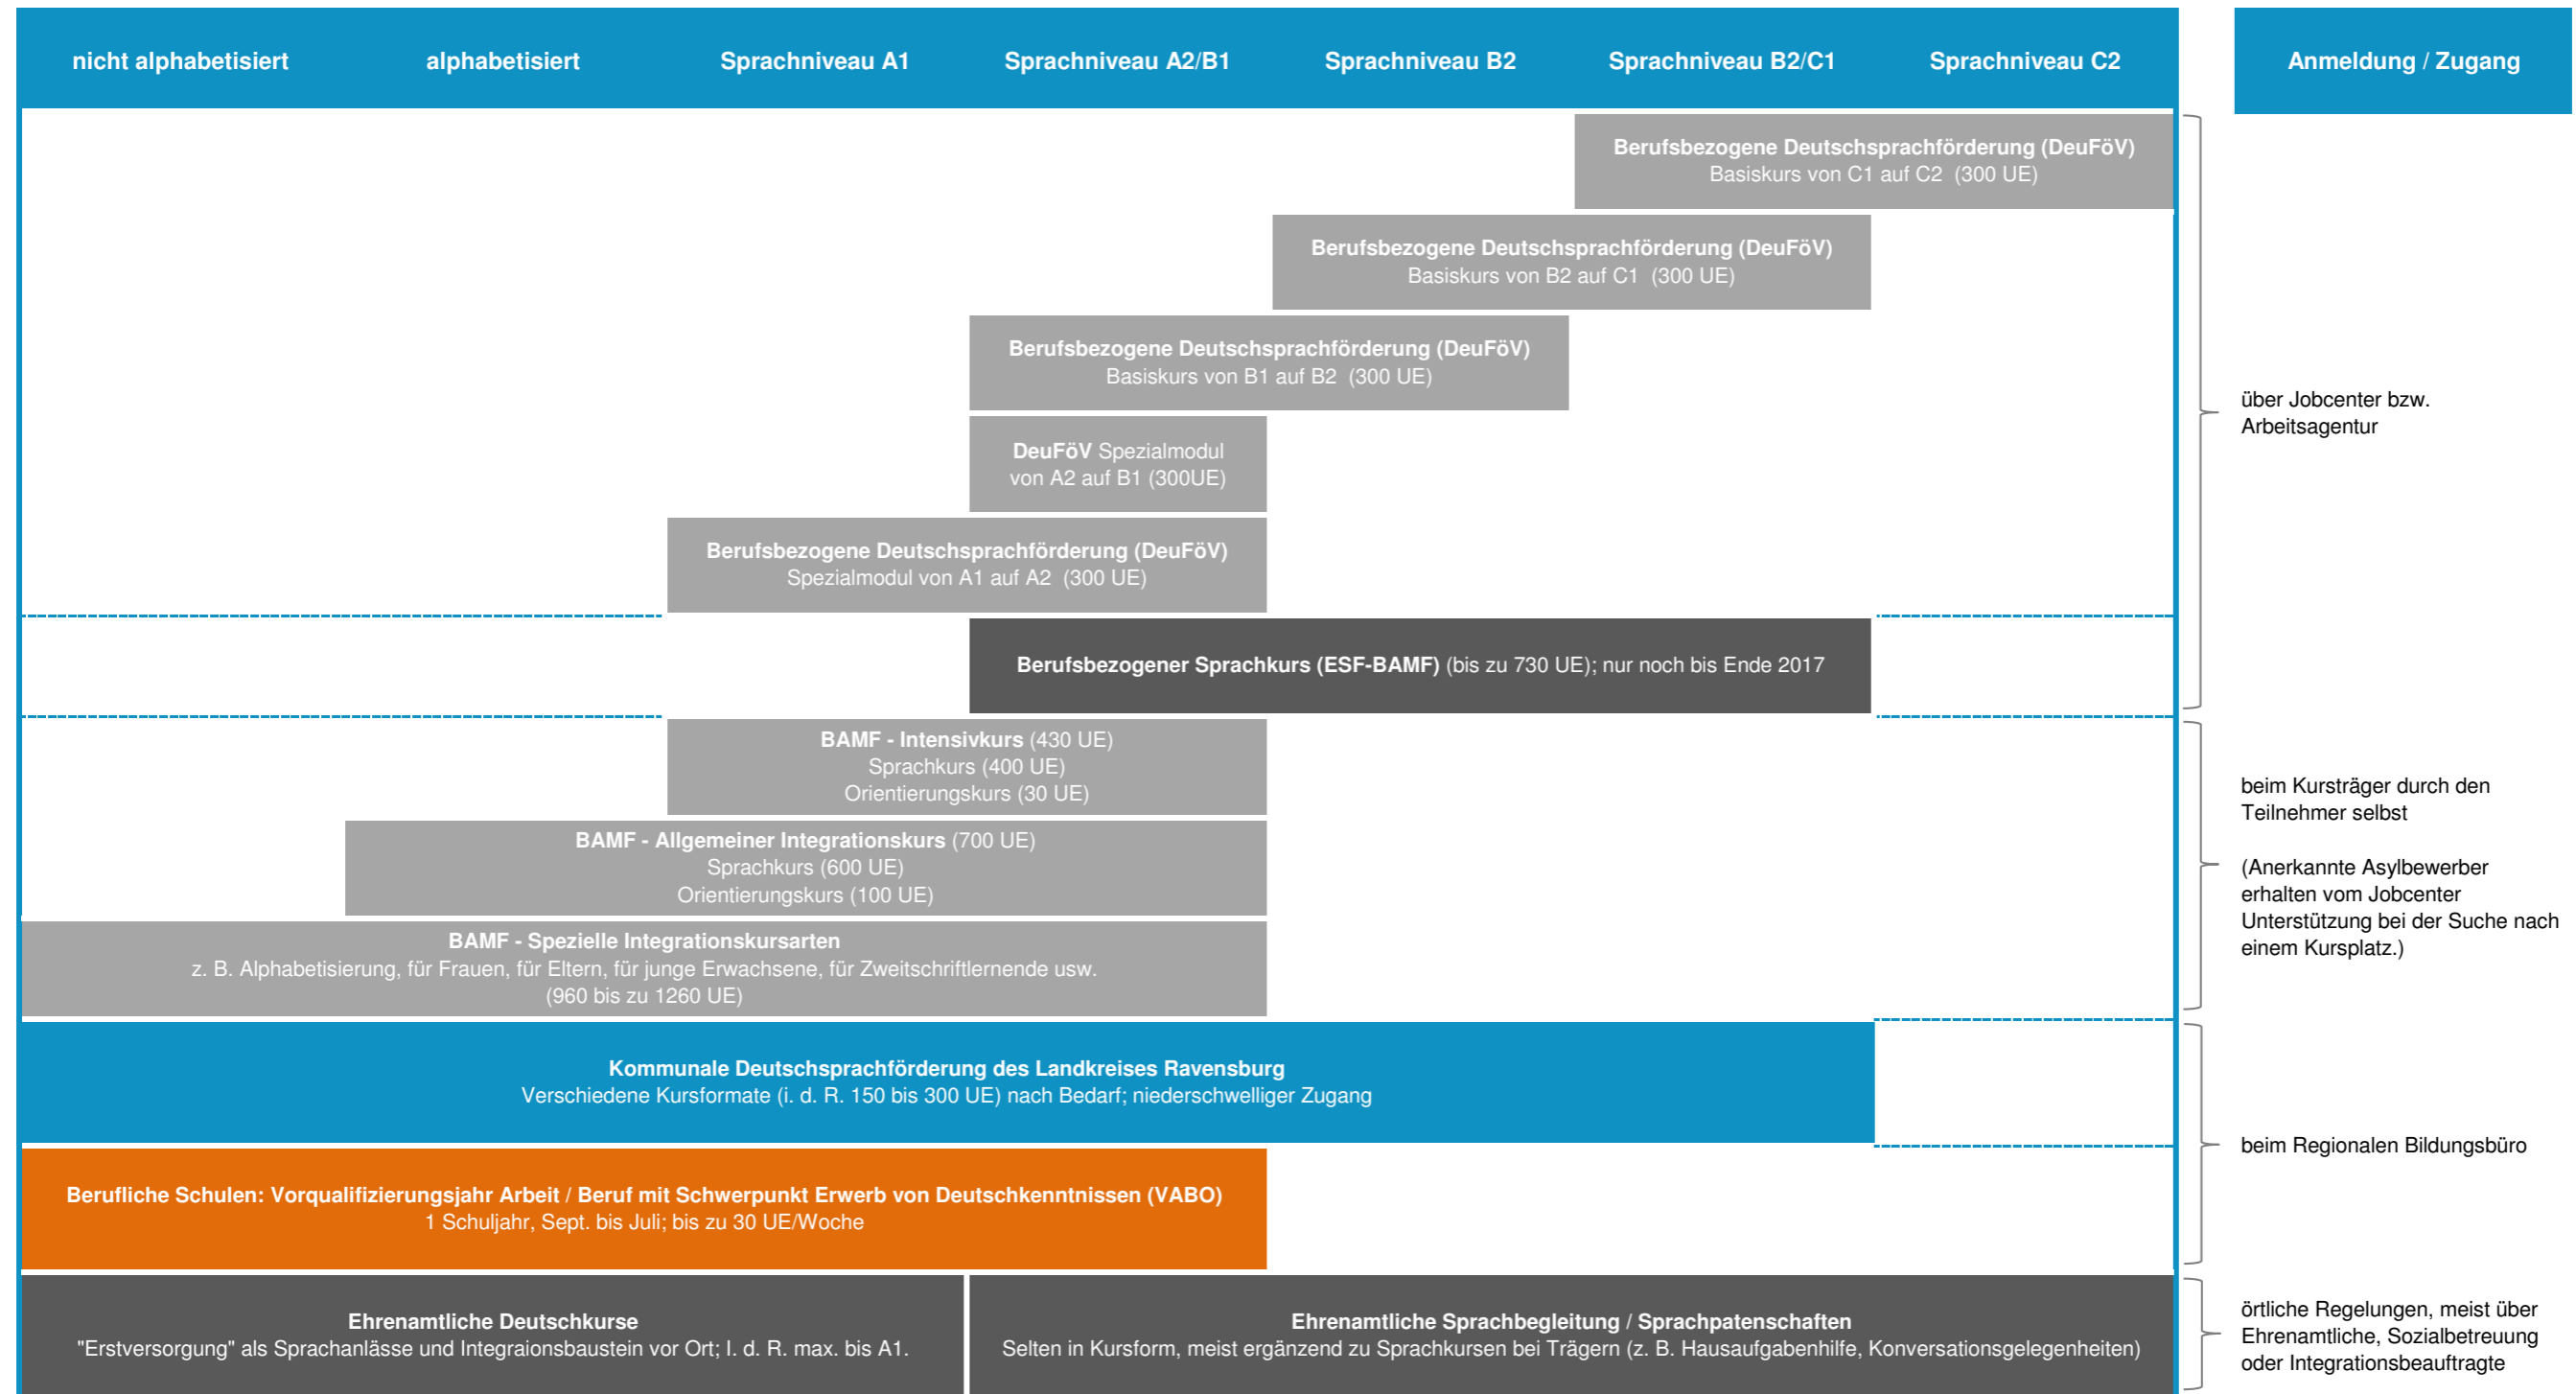 nicht alphabetisiert alphabetisiert Sprachniveau A1 Sprachniveau A2/B1 Sprachniveau B2 Sprachniveau B2/C1 Sprachniveau C2 Anmeldung / Zugang
Berufsbezogene Deutschsprachförderung (DeuFöV)
Basiskurs von C1 auf C2 (300 UE)
Berufsbezogene Deutschsprachförderung (DeuFöV)
Basiskurs von B2 auf C1 (300 UE)
Berufsbezogene Deutschsprachförderung (DeuFöV)
Basiskurs von B1 auf B2 (300 UE)
DeuFöV Spezialmodul
von A2 auf B1 (300UE)
Berufsbezogene Deutschsprachförderung (DeuFöV)
Spezialmodul von A1 auf A2 (300 UE)
Berufsbezogener Sprachkurs (ESF-BAMF) (bis zu 730 UE); nur noch bis Ende 2017
über Jobcenter bzw.
Arbeitsagentur
BAMF - Intensivkurs (430 UE)
Sprachkurs (400 UE)
Orientierungskurs (30 UE)
BAMF - Allgemeiner Integrationskurs (700 UE)
Sprachkurs (600 UE)
Orientierungskurs (100 UE)
BAMF - Spezielle Integrationskursarten
z. B. Alphabetisierung, für Frauen, für Eltern, für junge Erwachsene, für Zweitschriftlernende usw.
(960 bis zu 1260 UE)
beim Kursträger durch den
Teilnehmer selbst
(Anerkannte Asylbewerber
erhalten vom Jobcenter
Unterstützung bei der Suche nach
einem Kursplatz.)
Kommunale Deutschsprachförderung des Landkreises Ravensburg
Verschiedene Kursformate (i. d. R. 150 bis 300 UE) nach Bedarf; niederschwelliger Zugang
Berufliche Schulen: Vorqualifizierungsjahr Arbeit / Beruf mit Schwerpunkt Erwerb von Deutschkenntnissen (VABO)
1 Schuljahr, Sept. bis Juli; bis zu 30 UE/Woche
beim Regionalen Bildungsbüro
Ehrenamtliche Deutschkurse
"Erstversorgung" als Sprachanlässe und Integraionsbaustein vor Ort; I. d. R. max. bis A1.
Ehrenamtliche Sprachbegleitung / Sprachpatenschaften
Selten in Kursform, meist ergänzend zu Sprachkursen bei Trägern (z. B. Hausaufgabenhilfe, Konversationsgelegenheiten)
örtliche Regelungen, meist über
Ehrenamtliche, Sozialbetreuung
oder Integrationsbeauftragte